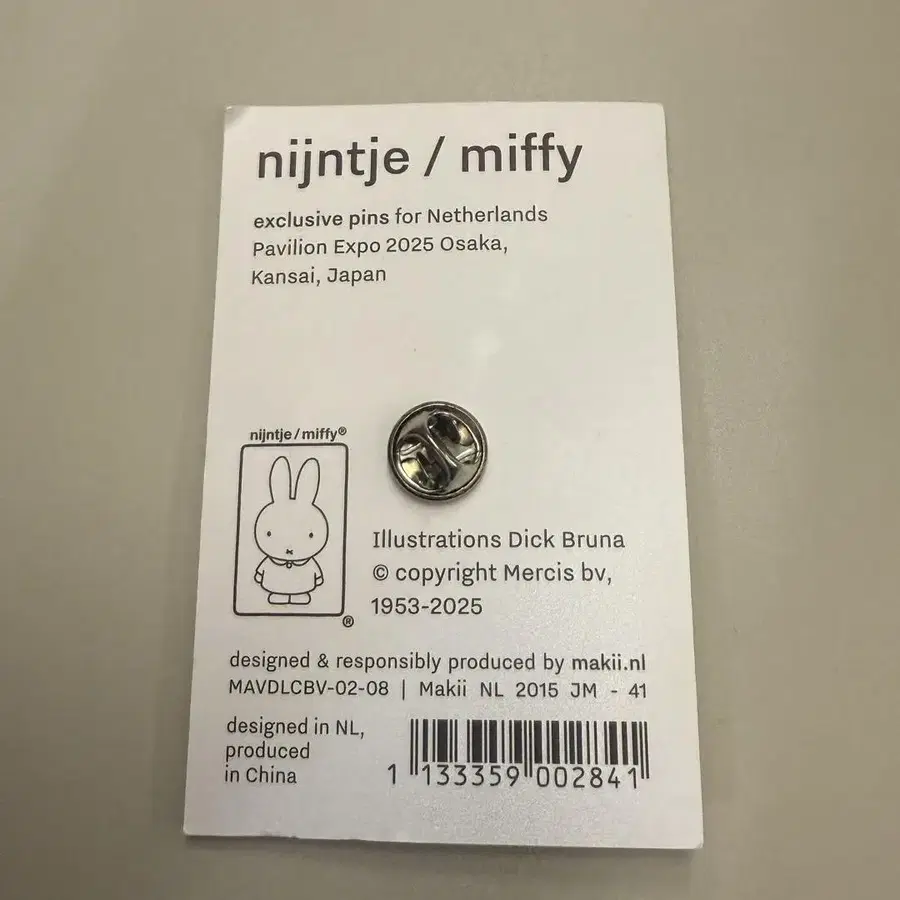 nijntje / miffy
exclusive pins for Netherlands
Pavilion Expo 2025 Osaka,
Kansai, Japan
nijntje / miffy®
®
Illustrations Dick Bruna
© copyright Mercis bv,
1953-2025
designed & responsibly produced by makii.nl
MAVDLCBV-02-08 | Makii NL 2015 JM - 41
designed in NL,
produced
in China
1 133359 002841